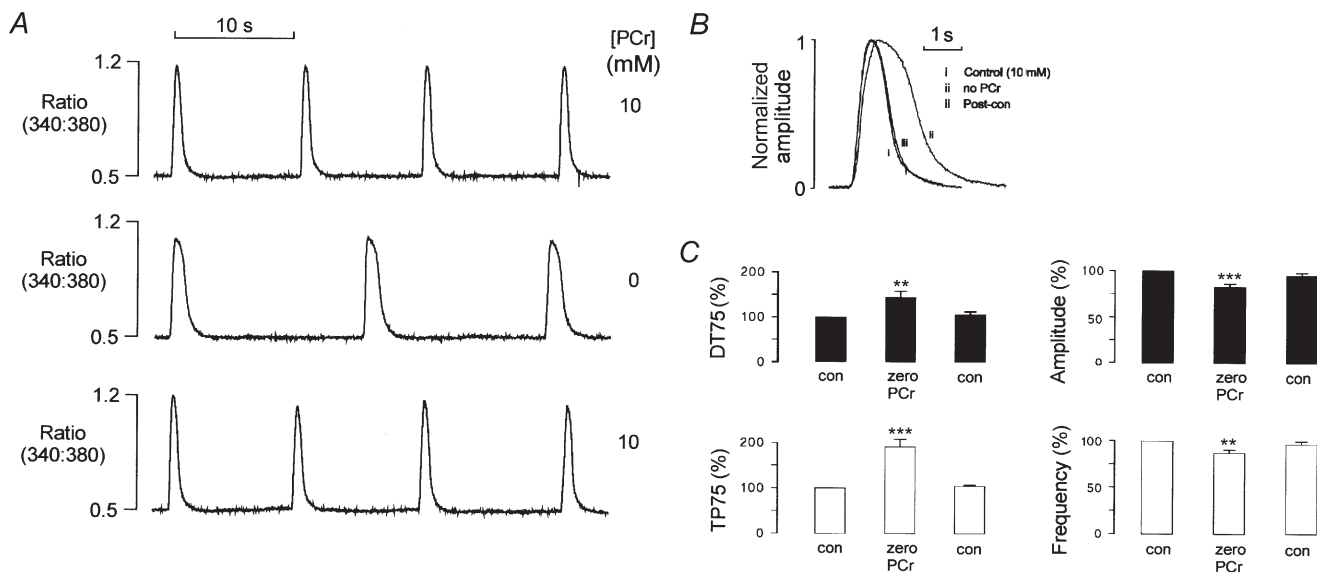 A
10 s
[PCr]
(mM)
1.2
Ratio
(340:380)
0.5
10
1.2
Ratio
(340:380)
0.5
0
1.2
Ratio
(340:380)
0.5
10
B
1 s
1
Normalized
amplitude
0
i Control (10 mM)
ii no PCr
ii Post-con
iii
ii
i
C
DT75 (%)
200
100
0
**
con
zero
PCr
con
Amplitude (%)
100
50
0
***
con
zero
PCr
con
TP75 (%)
200
100
0
***
con
zero
PCr
con
Frequency (%)
100
50
0
**
con
zero
PCr
con